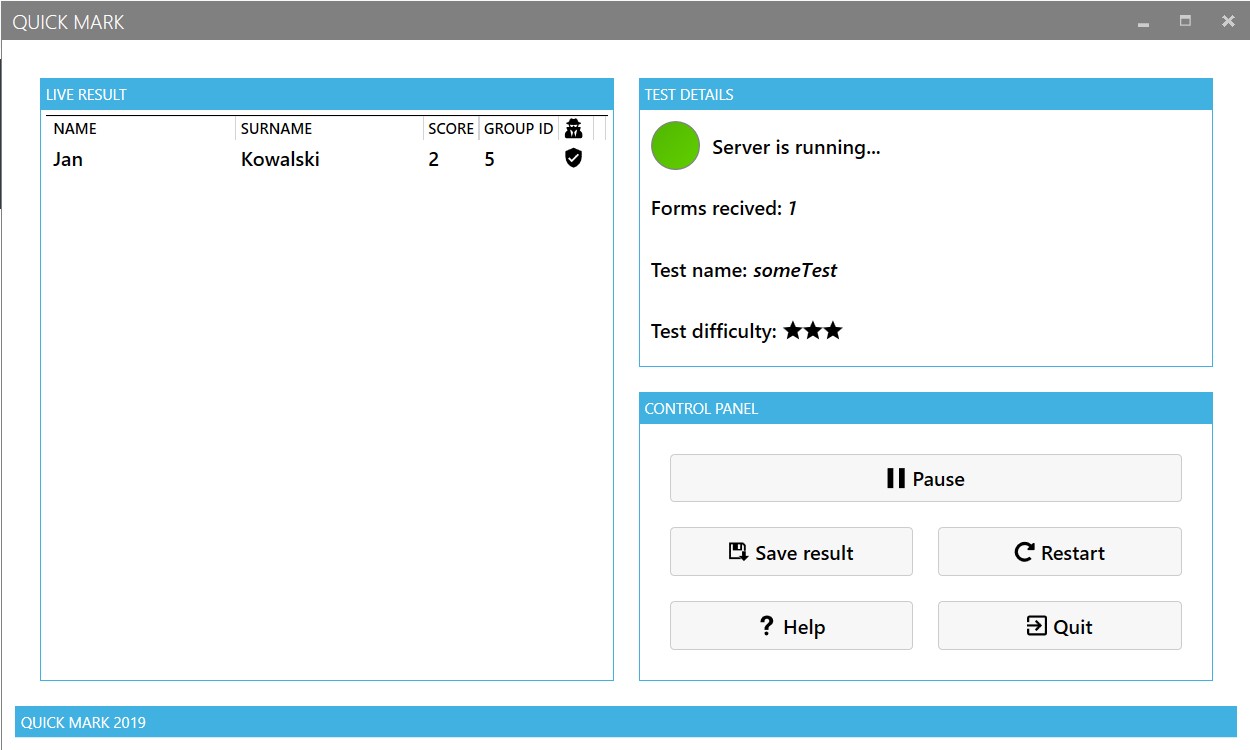 QUICK MARK
LIVE RESULT
NAME SURNAME SCORE GROUP ID
Jan Kowalski 2 5
TEST DETAILS
Server is running...
Forms recived: 1
Test name: someTest
Test difficulty: ★★★
CONTROL PANEL
Pause
Save result
Restart
? Help
Quit
QUICK MARK 2019